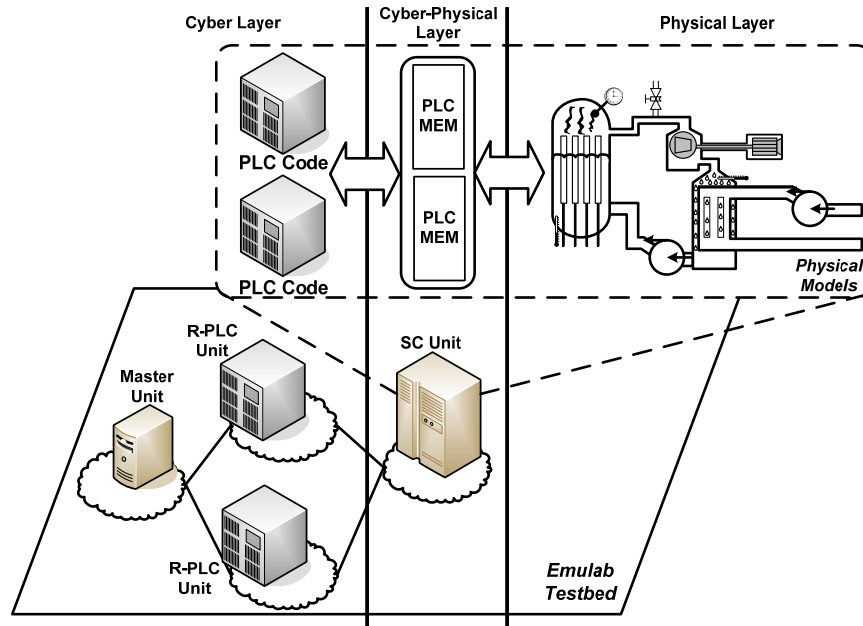 Cyber Layer
Cyber-Physical
Layer
Physical Layer
PLC Code
PLC Code
PLC
MEM
PLC
MEM
Physical
Models
R-PLC
Unit
SC Unit
Master
Unit
R-PLC
Unit
Emulab
Testbed